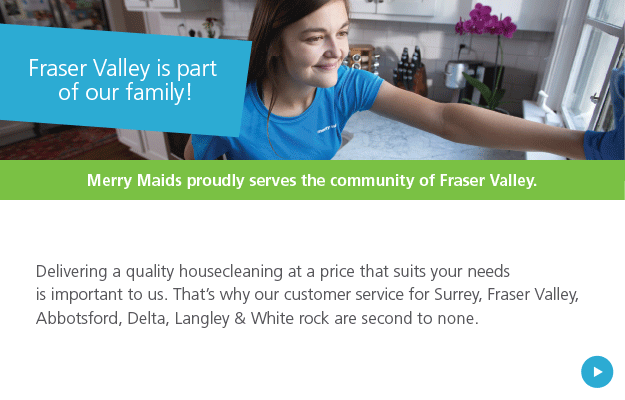 Fraser Valley is part
of our family!
Merry Maids proudly serves the community of Fraser Valley.
Delivering a quality housecleaning at a price that suits your needs
is important to us. That's why our customer service for Surrey, Fraser Valley,
Abbotsford, Delta, Langley & White rock are second to none.